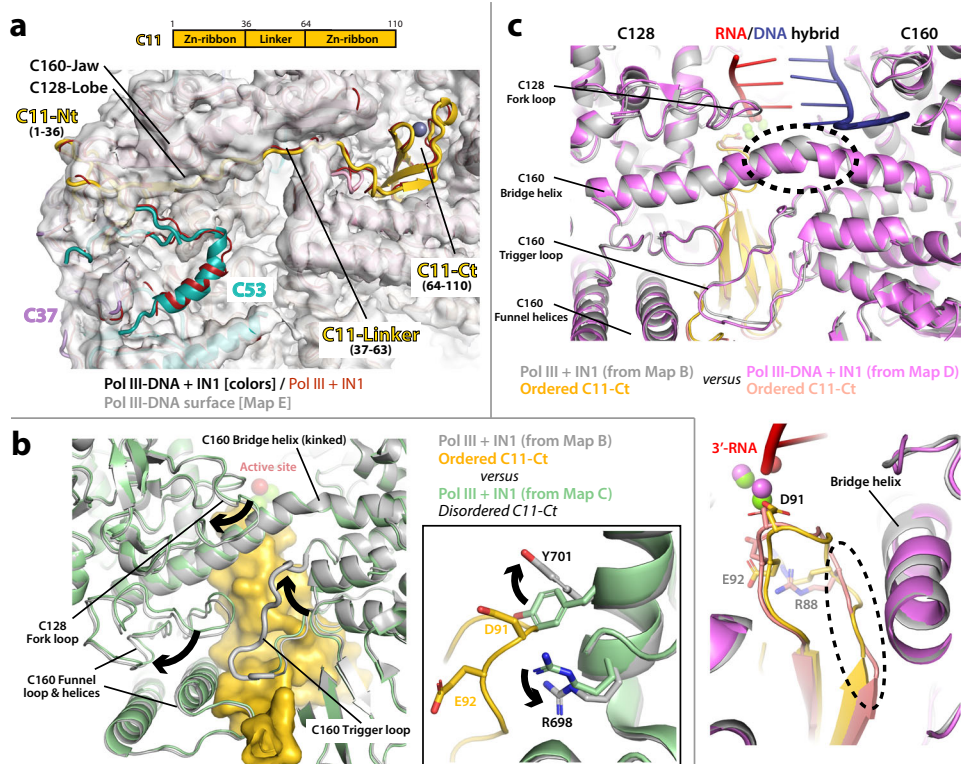 a
1 36 64 110
C11 Zn-ribbon Linker Zn-ribbon
C160-Jaw
C128-Lobe
C11-Nt
(1-36)
C11-Ct
(64-110)
C53
C37
C11-Linker
(37-63)
Pol III-DNA + IN1 [colors] / Pol III + IN1
Pol III-DNA surface [Map E]
b
C160 Bridge helix (kinked)
Active site
C128
Fork loop
C160 Funnel
loop & helices
C160 Trigger loop
Pol III + IN1 (from Map B)
Ordered C11-Ct
versus
Pol III + IN1 (from Map C)
Disordered C11-Ct
Y701
D91
E92
R698
c
C128 RNA/DNA hybrid C160
C128
Fork loop
C160
Bridge helix
C160
Trigger loop
C160
Funnel helices
Pol III + IN1 (from Map B) versus Pol III-DNA + IN1 (from Map D)
Ordered C11-Ct Ordered C11-Ct
3′-RNA
D91
Bridge helix
E92
R88